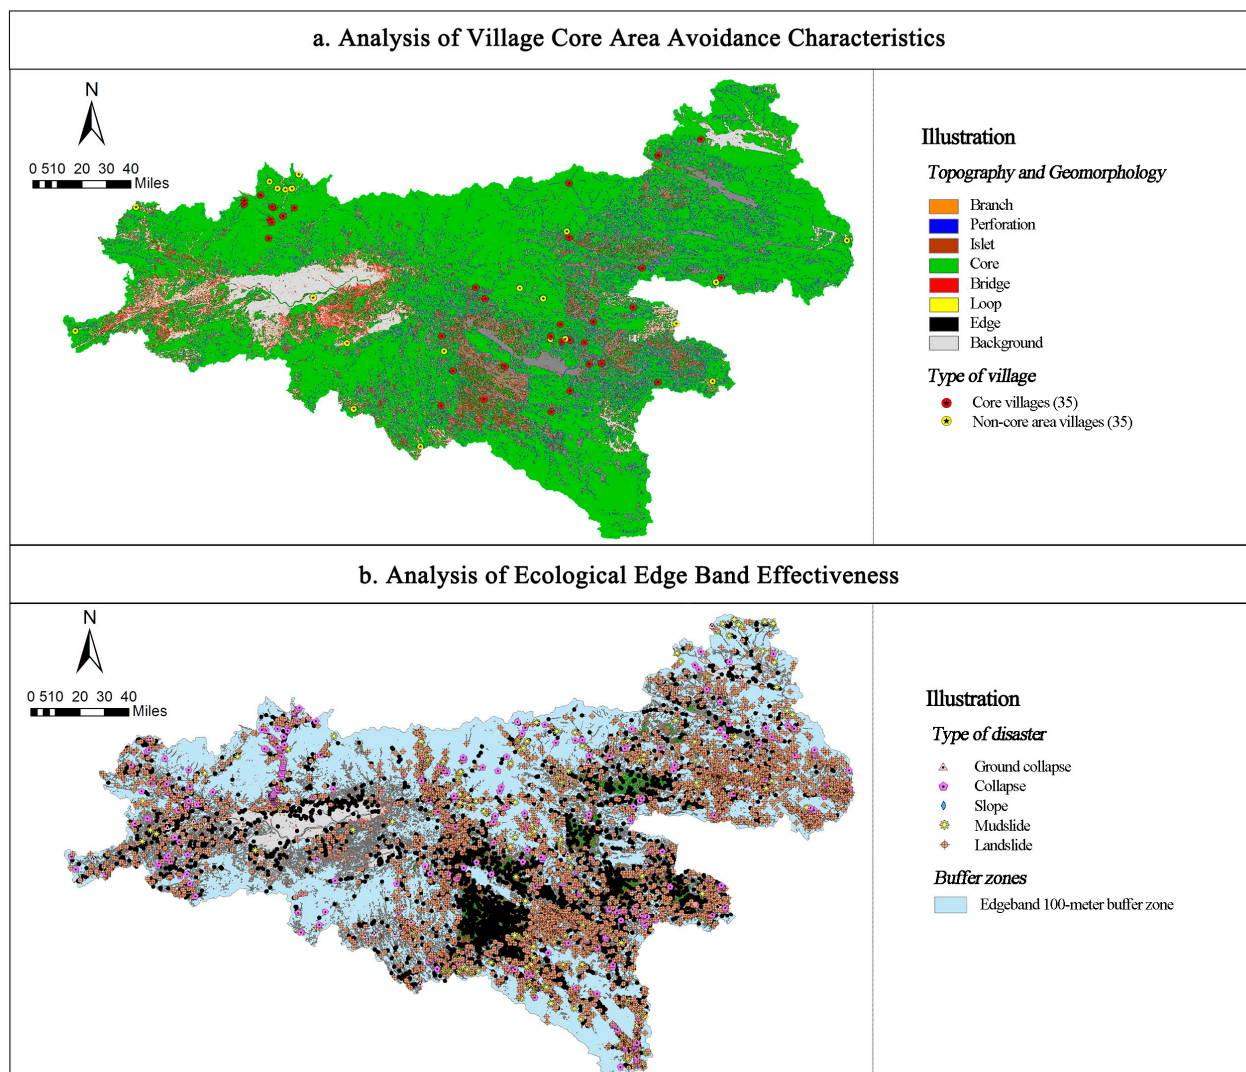 a. Analysis of Village Core Area Avoidance Characteristics
N
0 510 20 30 40
Miles
Illustration
Topography and Geomorphology
Branch
Perforation
Islet
Core
Bridge
Loop
Edge
Background
Type of village
Core villages (35)
Non-core area villages (35)
b. Analysis of Ecological Edge Band Effectiveness
N
0 510 20 30 40
Miles
Illustration
Type of disaster
Ground collapse
Collapse
Slope
Mudslide
Landslide
Buffer zones
Edgeband 100-meter buffer zone